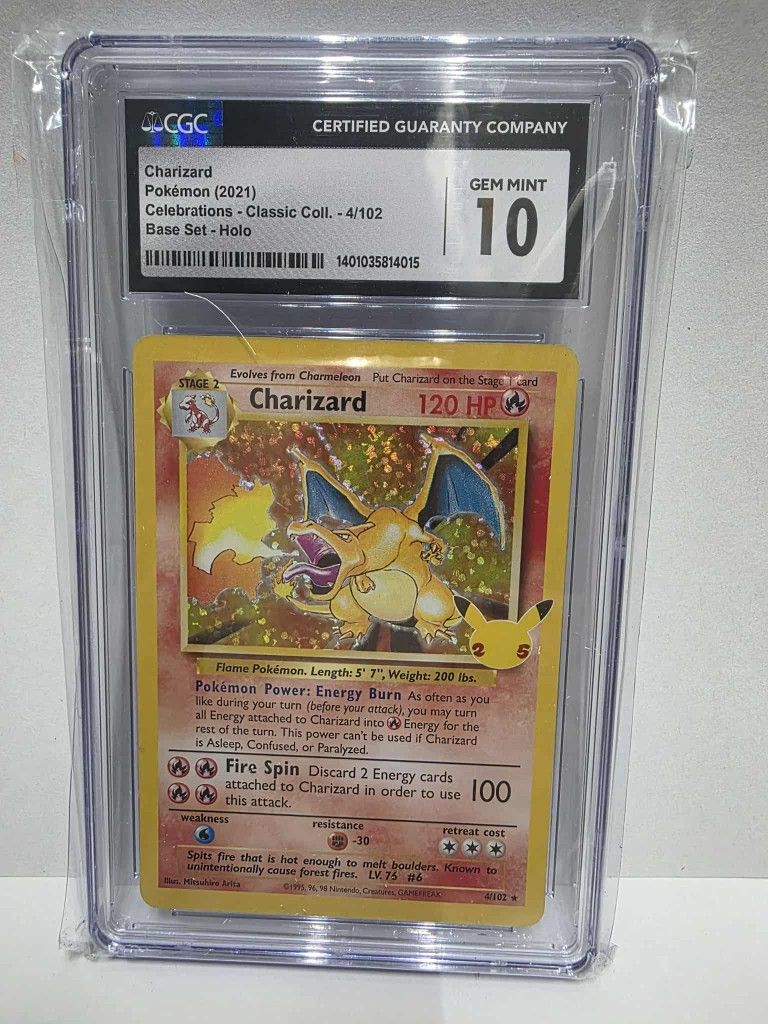 CGC
CERTIFIED GUARANTY COMPANY
Charizard
Pokémon (2021)
Celebrations - Classic Coll. - 4/102
Base Set - Holo
1401035814015
GEM MINT
10
STAGE 2
Evolves from Charmeleon Put Charizard on the Stage 1 card
Charizard 120 HP
25
Flame Pokémon. Length: 5' 7", Weight: 200 lbs.
Pokémon Power: Energy Burn As often as you
like during your turn (before your attack), you may turn
all Energy attached to Charizard into Energy for the
rest of the turn. This power can't be used if Charizard
is Asleep, Confused, or Paralyzed.
Fire Spin Discard 2 Energy cards
attached to Charizard in order to use 100
this attack.
weakness resistance retreat cost
-30
Spits fire that is hot enough to melt boulders. Known to
unintentionally cause forest fires. LV. 76 #6
Illus. Mitsuhiro Arita ©1995, 96, 98 Nintendo, Creatures, GAMEFREAK. 4/102 ★